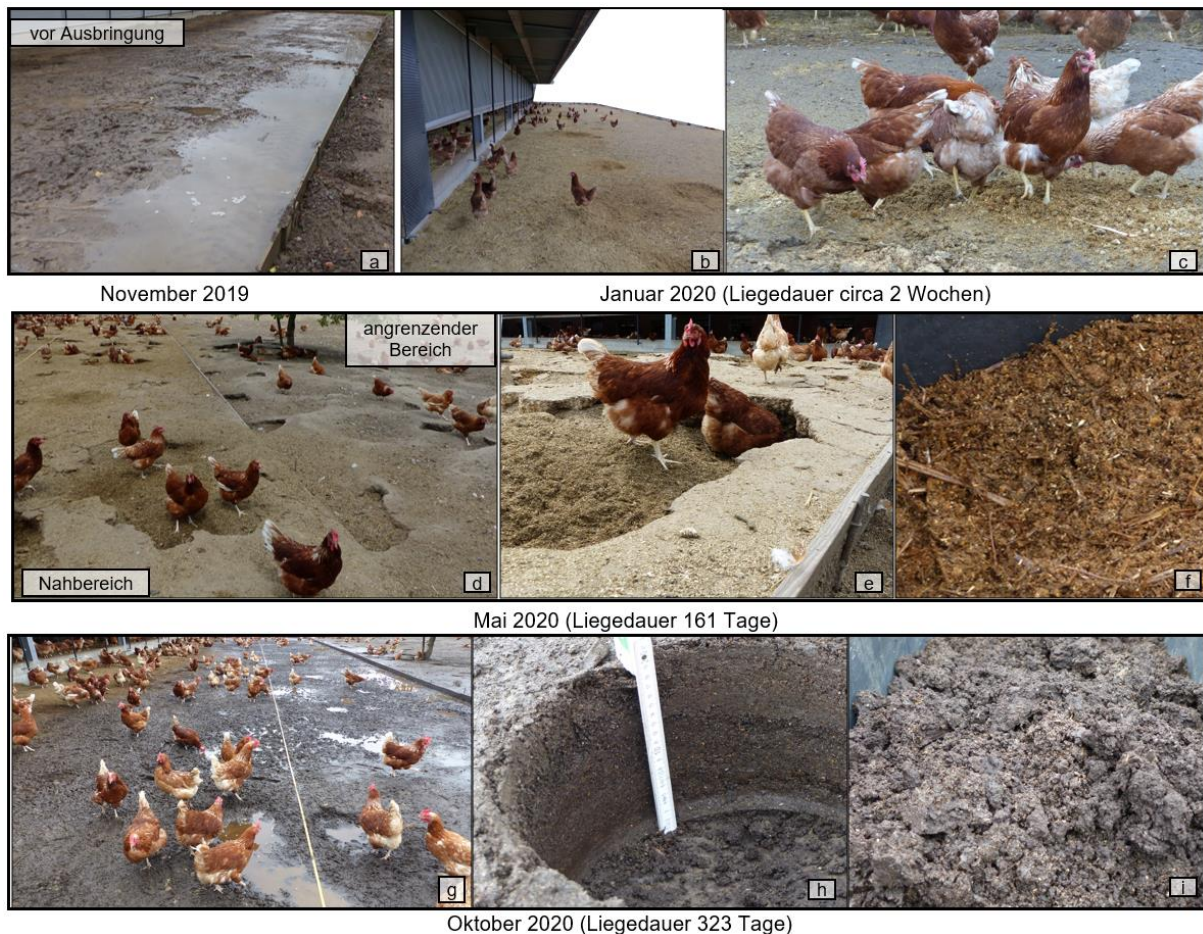 vor Ausbringung
a
b
c
November 2019
Januar 2020 (Liegedauer circa 2 Wochen)
angrenzender
Bereich
Nahbereich
d
e
f
Mai 2020 (Liegedauer 161 Tage)
g
h
i
Oktober 2020 (Liegedauer 323 Tage)